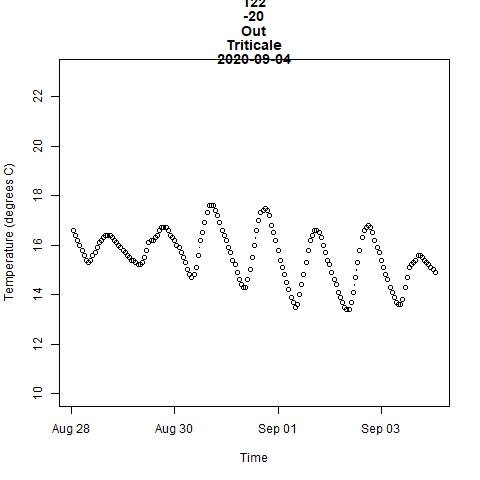 122
-20
Out
Triticale
2020-09-04
Temperature (degrees C)
22
20
18
16
14
12
10
Aug 28
Aug 30
Sep 01
Sep 03
Time